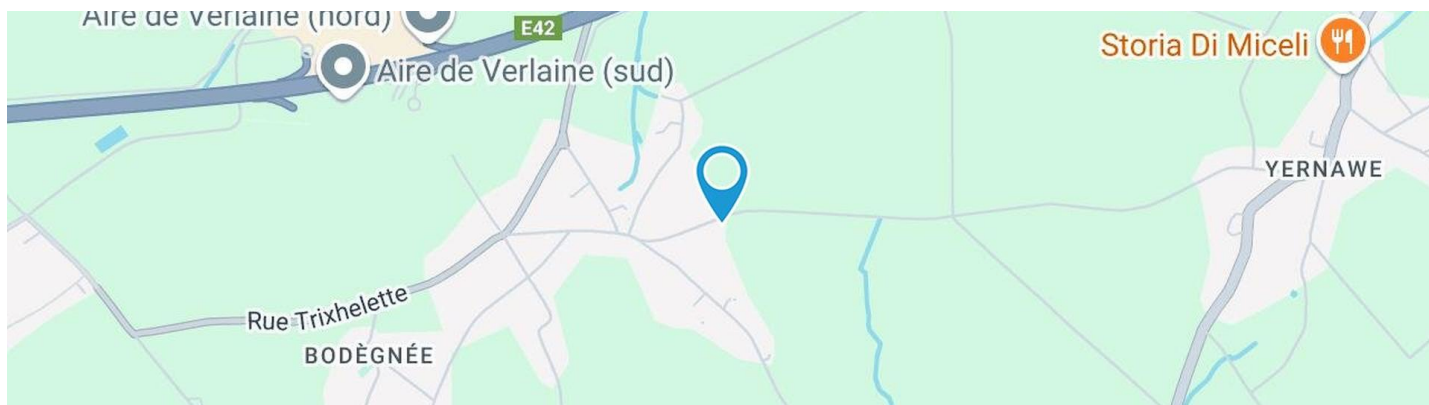 Aire de Verlaine (nord)
E42
Aire de Verlaine (sud)
Storia Di Miceli
YERNAWE
Rue Trixhelette
BODÈGNÉE